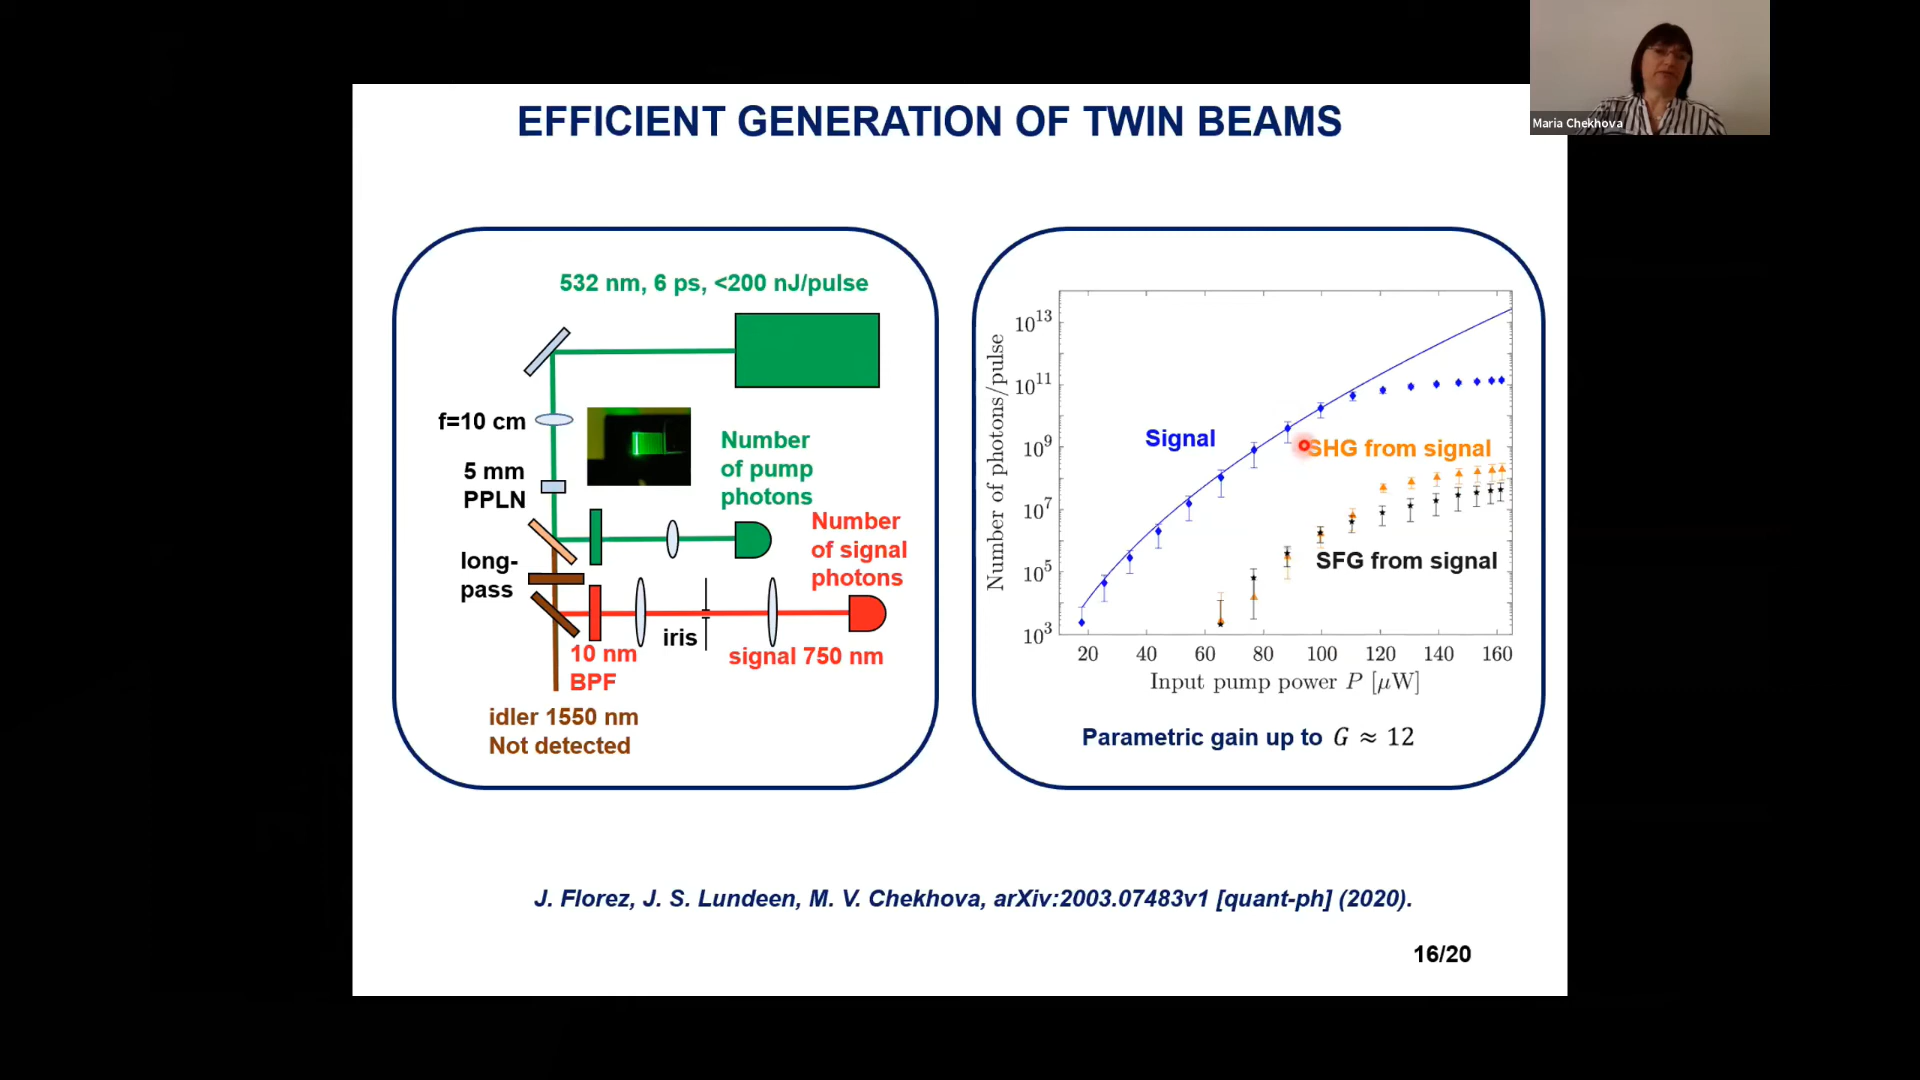 Maria Chekhova
EFFICIENT GENERATION OF TWIN BEAMS
532 nm, 6 ps, <200 nJ/pulse
f=10 cm
5 mm
PPLN
Number
of pump
photons
Number
of signal
photons
long-
pass
iris
10 nm
BPF
signal 750 nm
idler 1550 nm
Not detected
Number of photons/pulse
10^13
10^11
10^9
10^7
10^5
10^3
Signal
SHG from signal
SFG from signal
20 40 60 80 100 120 140 160
Input pump power P [μW]
Parametric gain up to G ≈ 12
J. Florez, J. S. Lundeen, M. V. Chekhova, arXiv:2003.07483v1 [quant-ph] (2020).
16/20